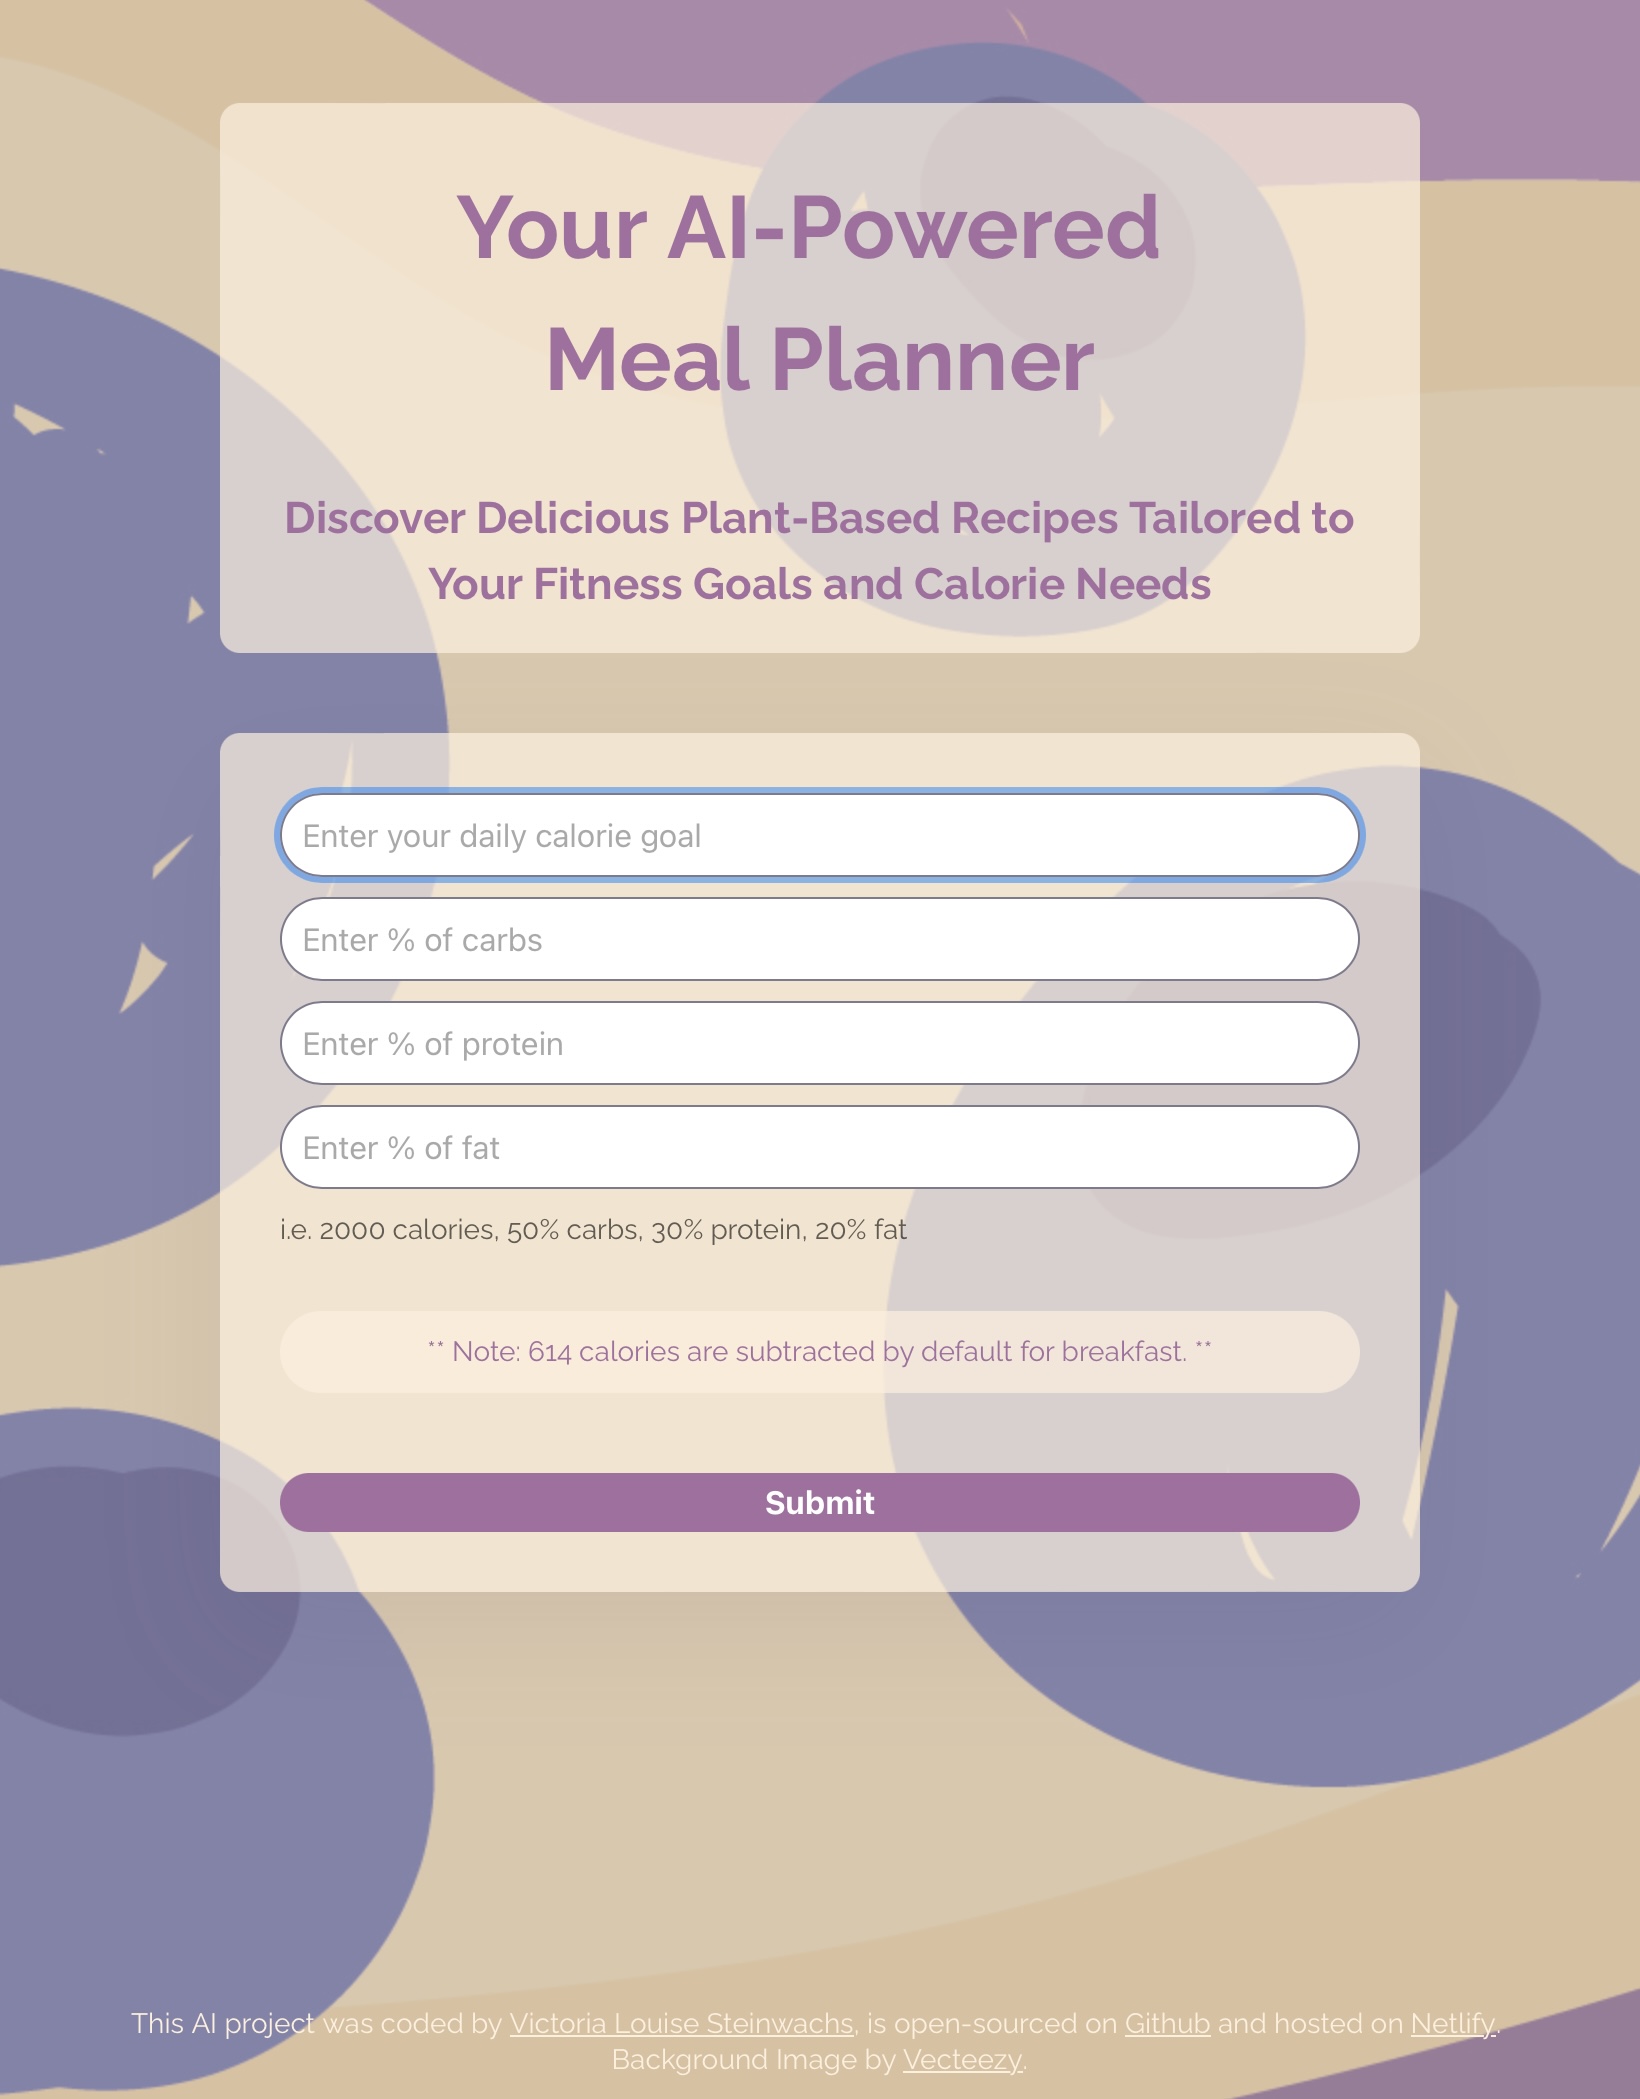 Your AI-Powered
Meal Planner
Discover Delicious Plant-Based Recipes Tailored to
Your Fitness Goals and Calorie Needs
Enter your daily calorie goal
Enter % of carbs
Enter % of protein
Enter % of fat
i.e. 2000 calories, 50% carbs, 30% protein, 20% fat
** Note: 614 calories are subtracted by default for breakfast. **
Submit
This AI project was coded by Victoria Louise Steinwachs, is open-sourced on Github and hosted on Netlify.
Background Image by Vecteezy.